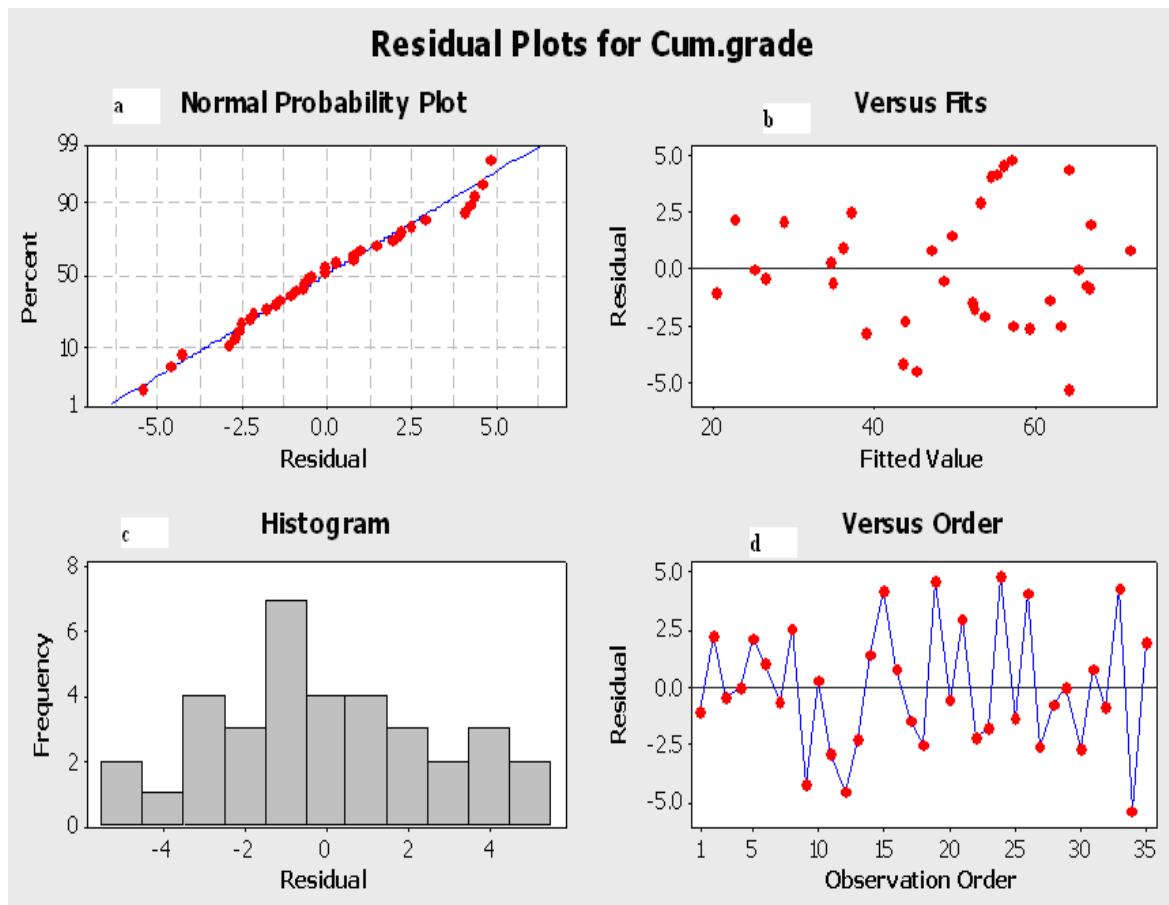 Residual Plots for Cum.grade
a
Normal Probability Plot
Percent
99
90
50
10
1
-5.0 -2.5 0.0 2.5 5.0
Residual
b
Versus Fits
Residual
5.0
2.5
0.0
-2.5
-5.0
20 40 60
Fitted Value
c
Histogram
Frequency
8
6
4
2
0
-4 -2 0 2 4
Residual
d
Versus Order
Residual
5.0
2.5
0.0
-2.5
-5.0
1 5 10 15 20 25 30 35
Observation Order